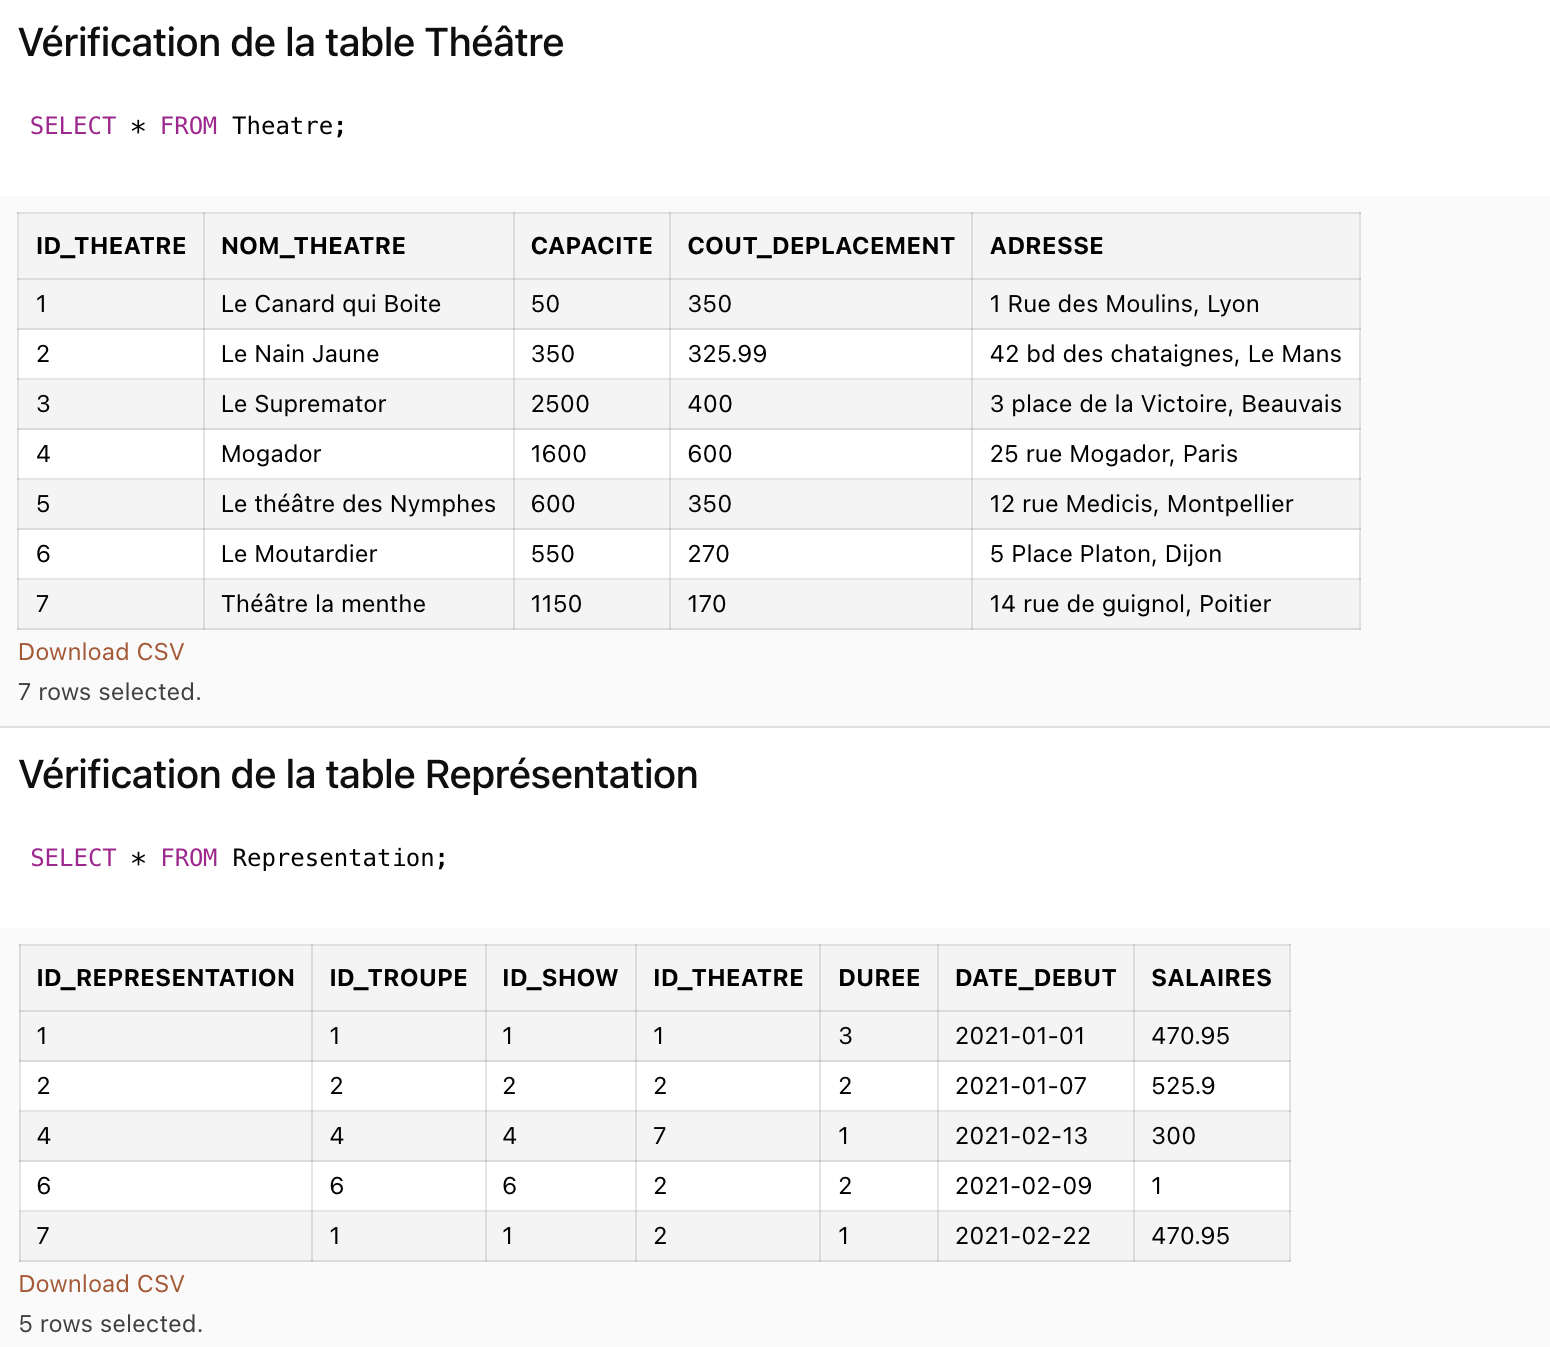 Vérification de la table Théâtre
SELECT * FROM Theatre;
ID_THEATRE NOM_THEATRE CAPACITE COUT_DEPLACEMENT ADRESSE
1 Le Canard qui Boite 50 350 1 Rue des Moulins, Lyon
2 Le Nain Jaune 350 325.99 42 bd des chataignes, Le Mans
3 Le Supremator 2500 400 3 place de la Victoire, Beauvais
4 Mogador 1600 600 25 rue Mogador, Paris
5 Le théâtre des Nymphes 600 350 12 rue Medicis, Montpellier
6 Le Moutardier 550 270 5 Place Platon, Dijon
7 Théâtre la menthe 1150 170 14 rue de guignol, Poitier
Download CSV
7 rows selected.
Vérification de la table Représentation
SELECT * FROM Representation;
ID_REPRESENTATION ID_TROUPE ID_SHOW ID_THEATRE DUREE DATE_DEBUT SALAIRES
1 1 1 1 3 2021-01-01 470.95
2 2 2 2 2 2021-01-07 525.9
4 4 4 7 1 2021-02-13 300
6 6 6 2 2 2021-02-09 1
7 1 1 2 1 2021-02-22 470.95
Download CSV
5 rows selected.